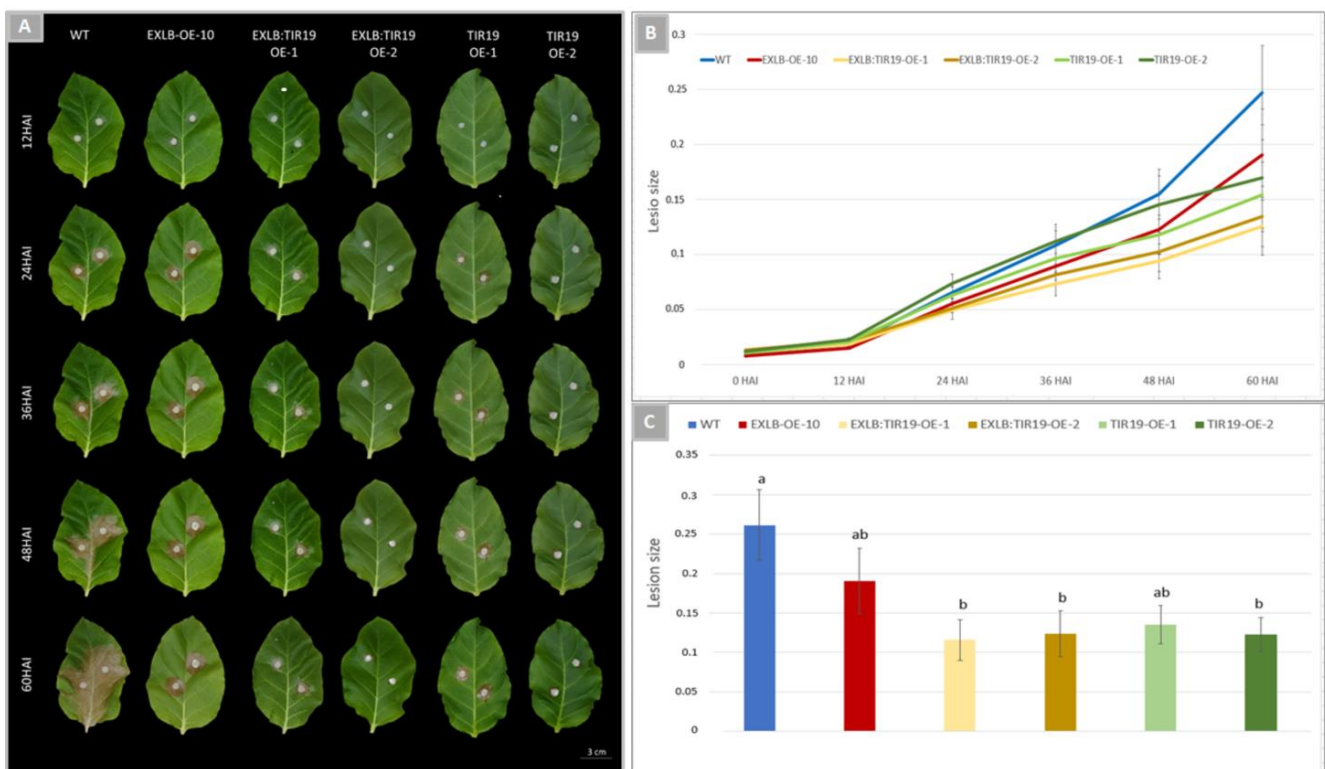 A
WT EXLB-OE-10 EXLB:TIR19 EXLB:TIR19 TIR19 TIR19
OE-1 OE-2 OE-1 OE-2
12HAI
24HAI
36HAI
48HAI
60HAI
3 cm
B
0.3
WT EXLB-OE-10 EXLB:TIR19-OE-1 EXLB:TIR19-OE-2 TIR19-OE-1 TIR19-OE-2
0.25
0.2
0.15
0.1
0.05
0
Lesio size
0 HAI 12 HAI 24 HAI 36 HAI 48 HAI 60 HAI
C
WT EXLB-OE-10 EXLB:TIR19-OE-1 EXLB:TIR19-OE-2 TIR19-OE-1 TIR19-OE-2
0.35
0.3
0.25
0.2
0.15
0.1
0.05
0
Lesion size
a ab b b ab b